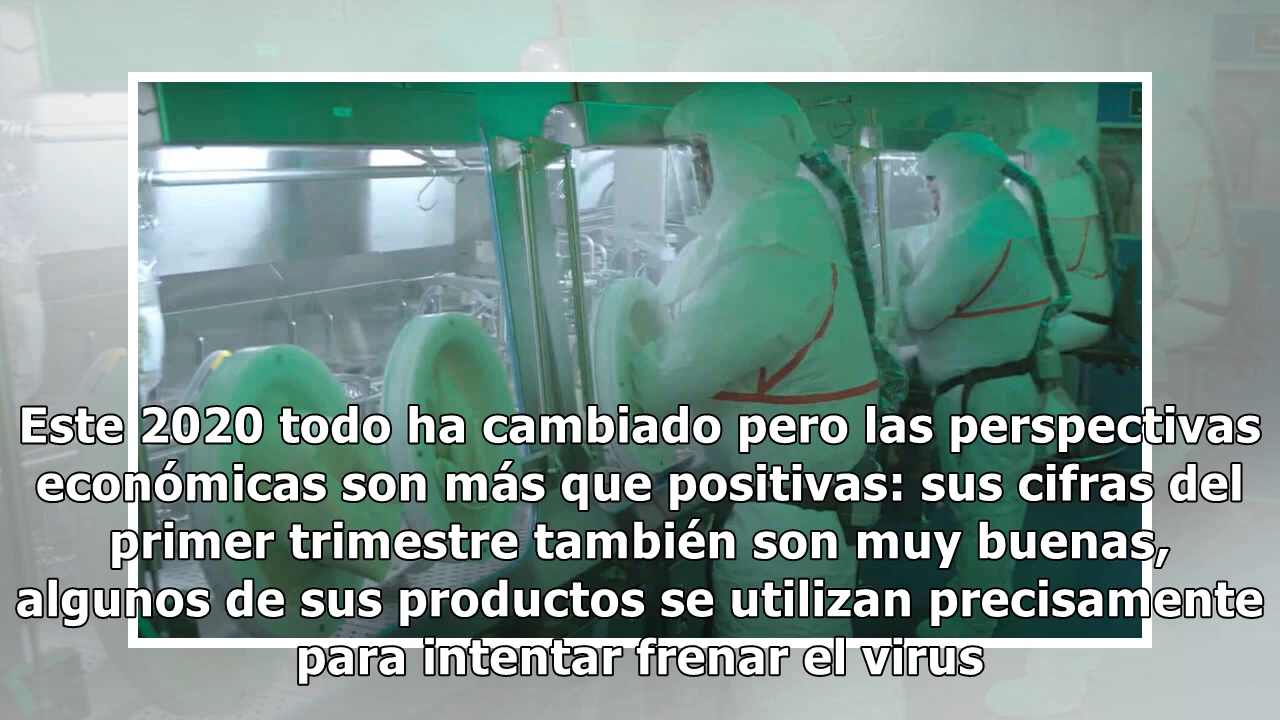 Este 2020 todo ha cambiado pero las perspectivas
económicas son más que positivas: sus cifras del
primer trimestre también son muy buenas,
algunos de sus productos se utilizan precisamente
para intentar frenar el virus